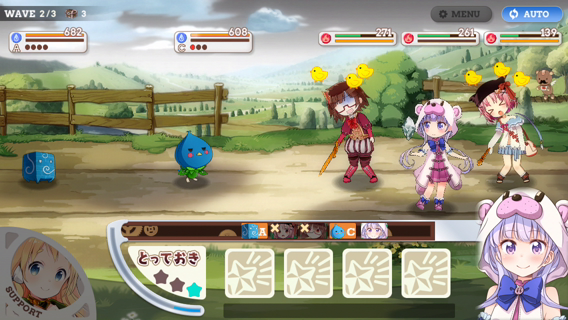 WAVE 2/3 3
MENU
AUTO
682
A
608
C
271
261
139
A
C
とっておき
SUPPORT